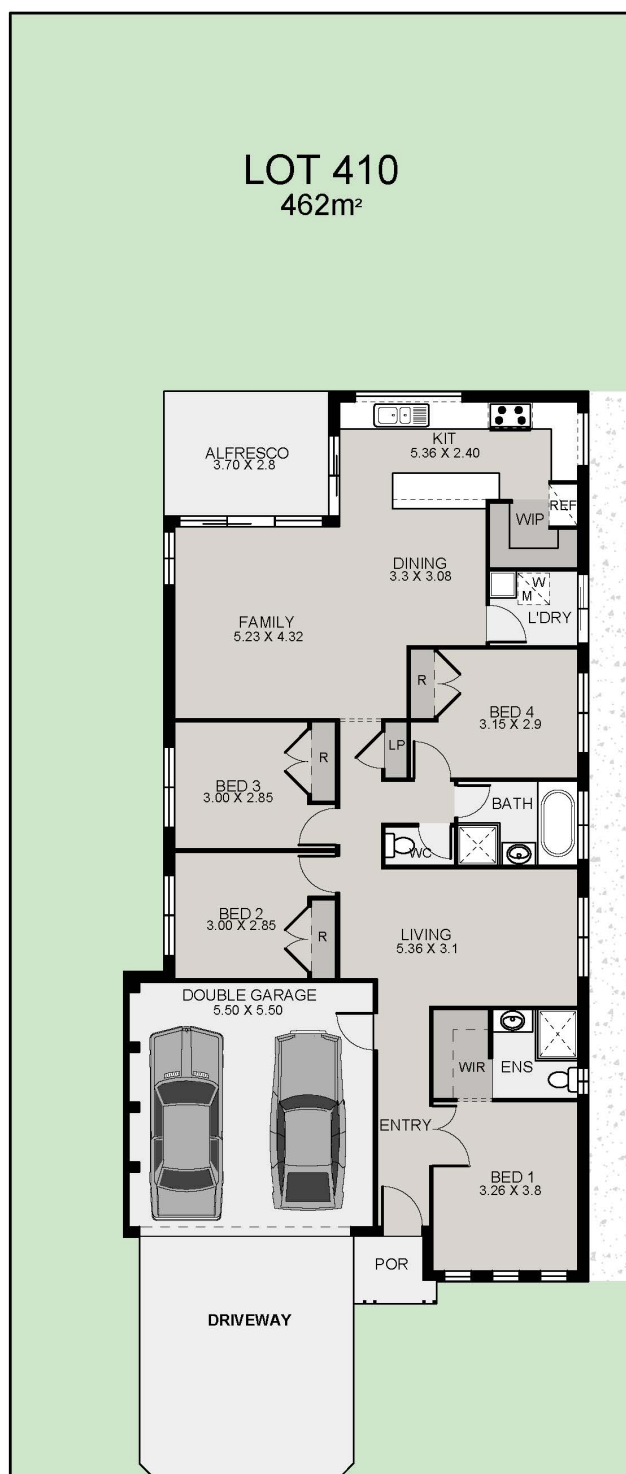 LOT 410
462m²
KIT
5.36 X 2.40
ALFRESCO
3.70 X 2.8
REF
WIP
DINING
3.3 X 3.08
W
M
L'DRY
FAMILY
5.23 X 4.32
R
BED 4
3.15 X 2.9
LP
BED 3
3.00 X 2.85
R
BATH
WC
BED 2
3.00 X 2.85
R
LIVING
5.36 X 3.1
DOUBLE GARAGE
5.50 X 5.50
WIR
ENS
ENTRY
BED 1
3.26 X 3.8
POR
DRIVEWAY